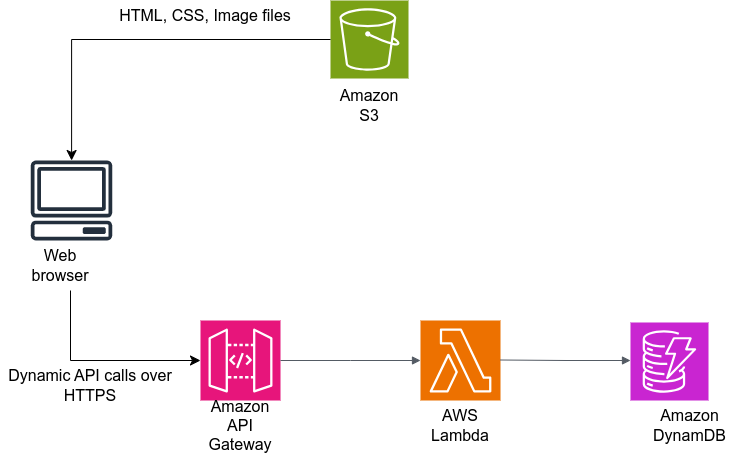 HTML, CSS, Image files
Amazon
S3
Web
browser
Dynamic API calls over
HTTPS
</>
Amazon
API
Gateway
AWS
Lambda
Amazon
DynamDB